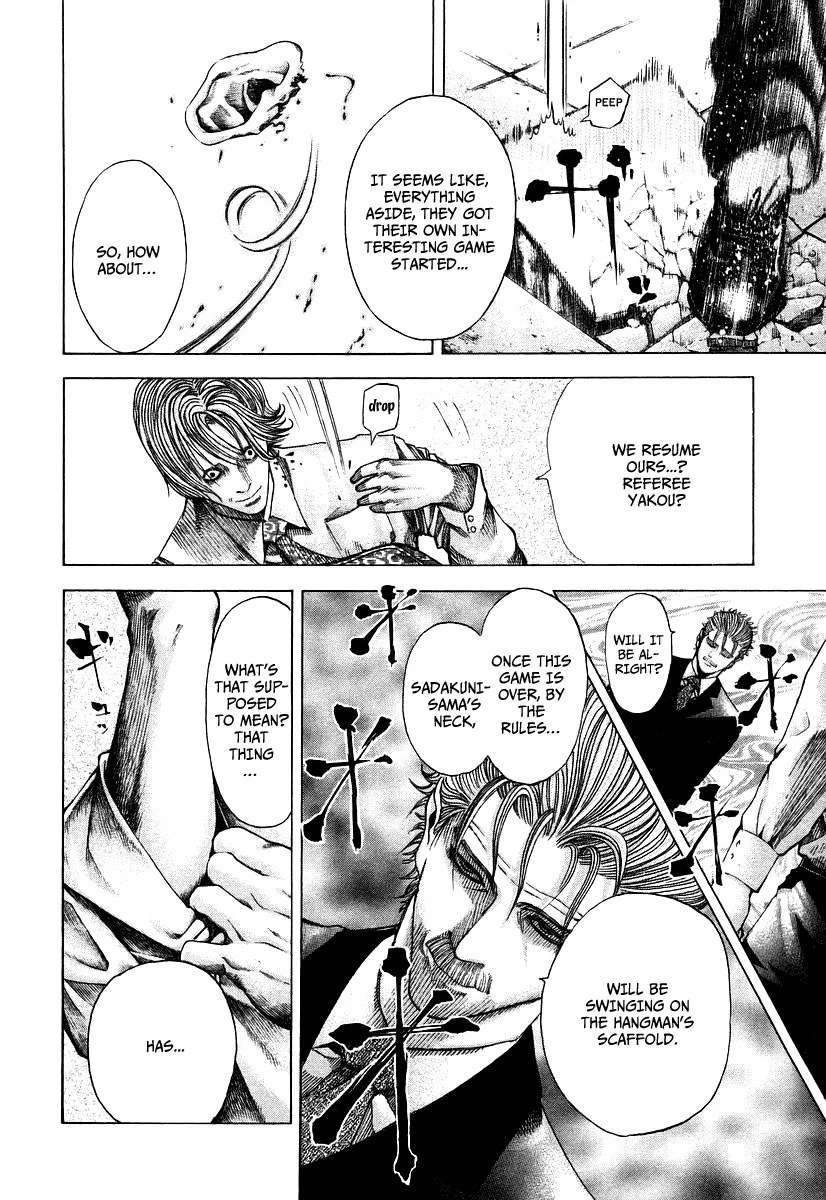 PEEP
IT SEEMS LIKE,
EVERYTHING
ASIDE, THEY GOT
THEIR OWN IN-
TERESTING GAME
STARTED...
SO, HOW
ABOUT...
WE RESUME
OURS...?
REFEREE
YAKOU?
drop
WILL IT
BE AL-
RIGHT?
ONCE THIS
GAME IS
OVER, BY
THE
RULES...
SADAKUNI-
SAMA'S
NECK,
WILL BE
SWINGING ON
THE HANGMAN'S
SCAFFOLD.
WHAT'S
THAT SUP-
POSED
TO MEAN?
THAT
THING
...
HAS...